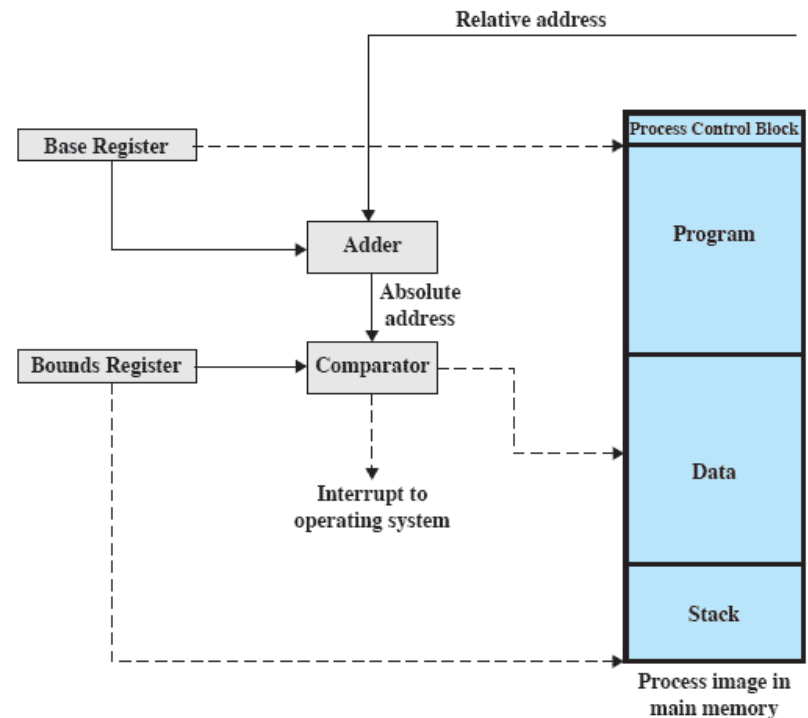 Relative address
Process Control Block
Base Register
Program
Adder
Absolute
address
Bounds Register
Comparator
Data
Interrupt to
operating system
Stack
Process image in
main memory